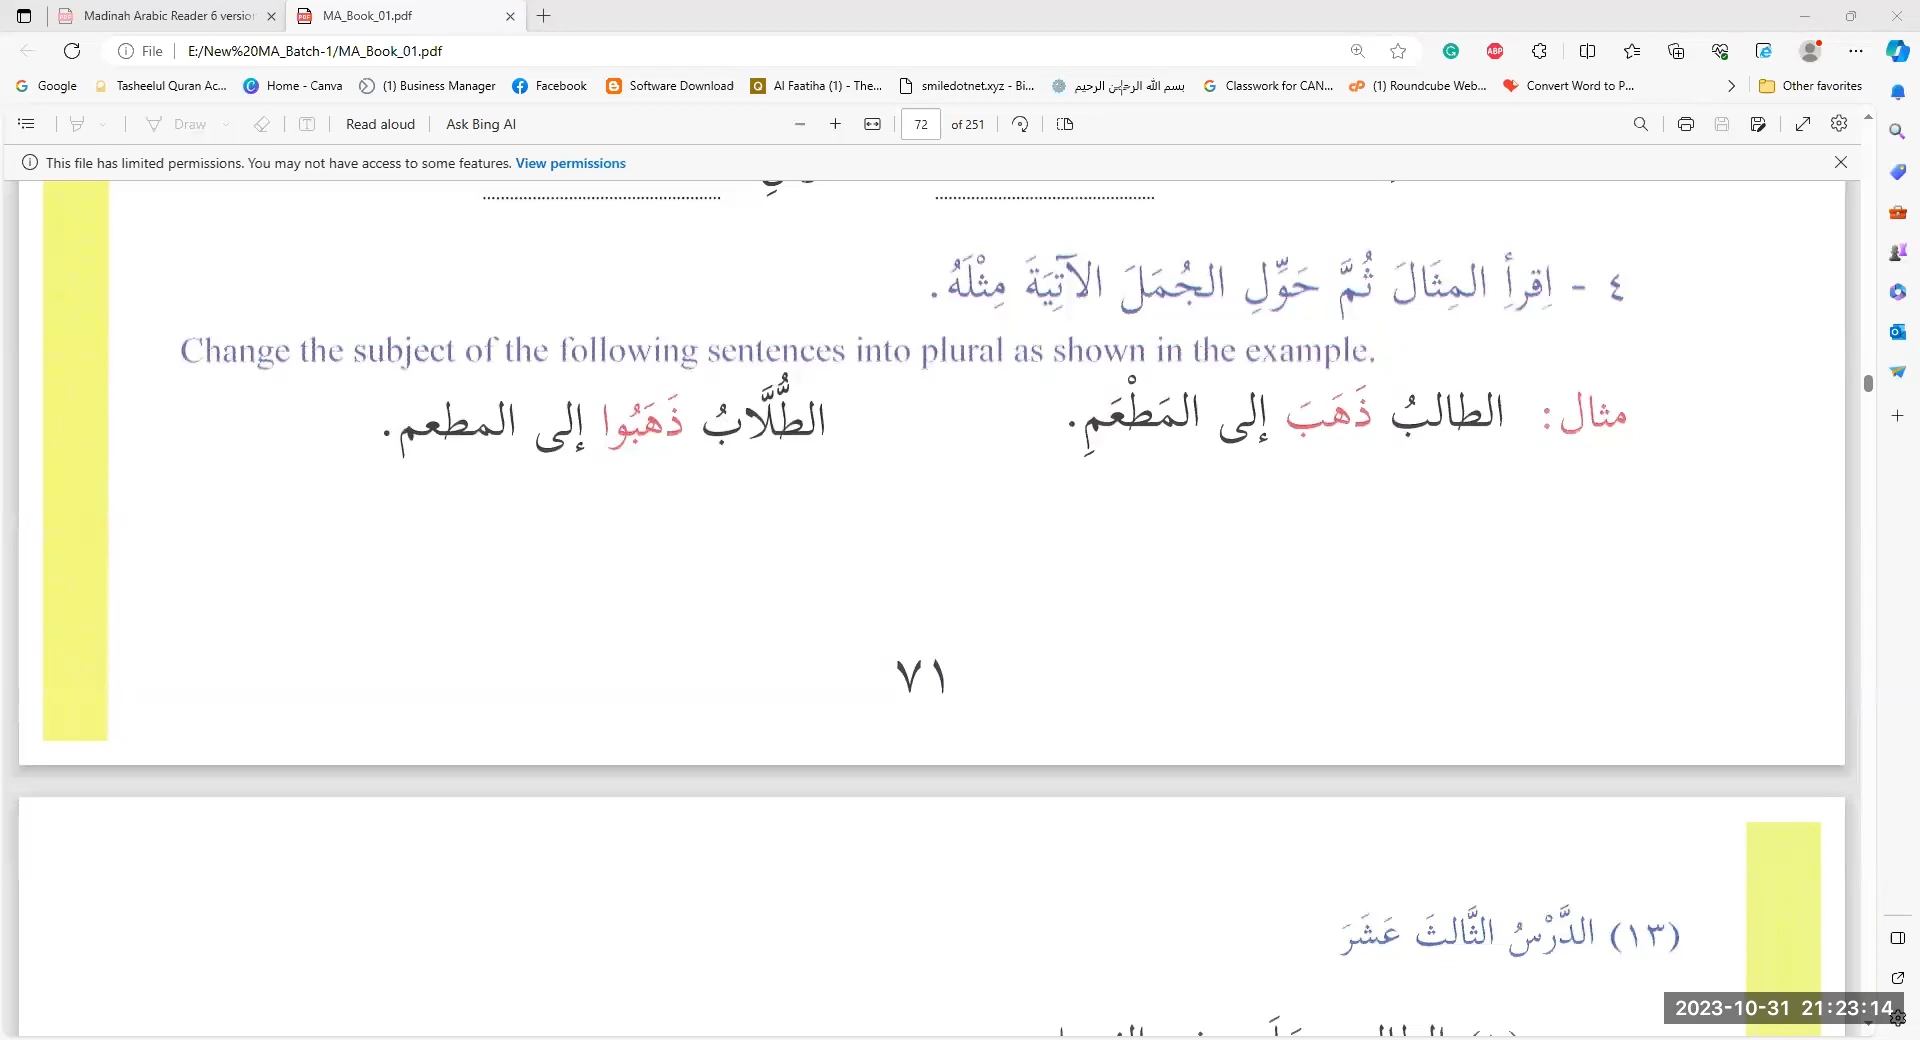 Madinah Arabic Reader 6 versio
MA_Book_01.pdf
File E:/New%20MA_Batch-1/MA_Book_01.pdf
ABP
Google Tasheelul Quran Ac... Home - Canva (1) Business Manager Facebook Software Download Al Faatiha (1) - The... smiledotnet.xyz - Bi... بسم الله الرحمن الرحيم Classwork for CAN... (1) Roundcube Web... Convert Word to P... Other favorites
Draw Read aloud Ask Bing AI 72 of 251
This file has limited permissions. You may not have access to some features. View permissions
٤ - اِقرأِ المِثَالَ ثُمَّ حَوِّلِ الجُمَلَ الآتِيَةَ مِثْلَهُ.
Change the subject of the following sentences into plural as shown in the example.
مثال: الطالبُ ذَهَبَ إلى المَطْعَمِ. الطُّلَّابُ ذَهَبُوا إلى المطعم.
٧١
(١٣) الدَّرْسُ الثَّالثَ عَشَرَ
2023-10-31 21:23:14